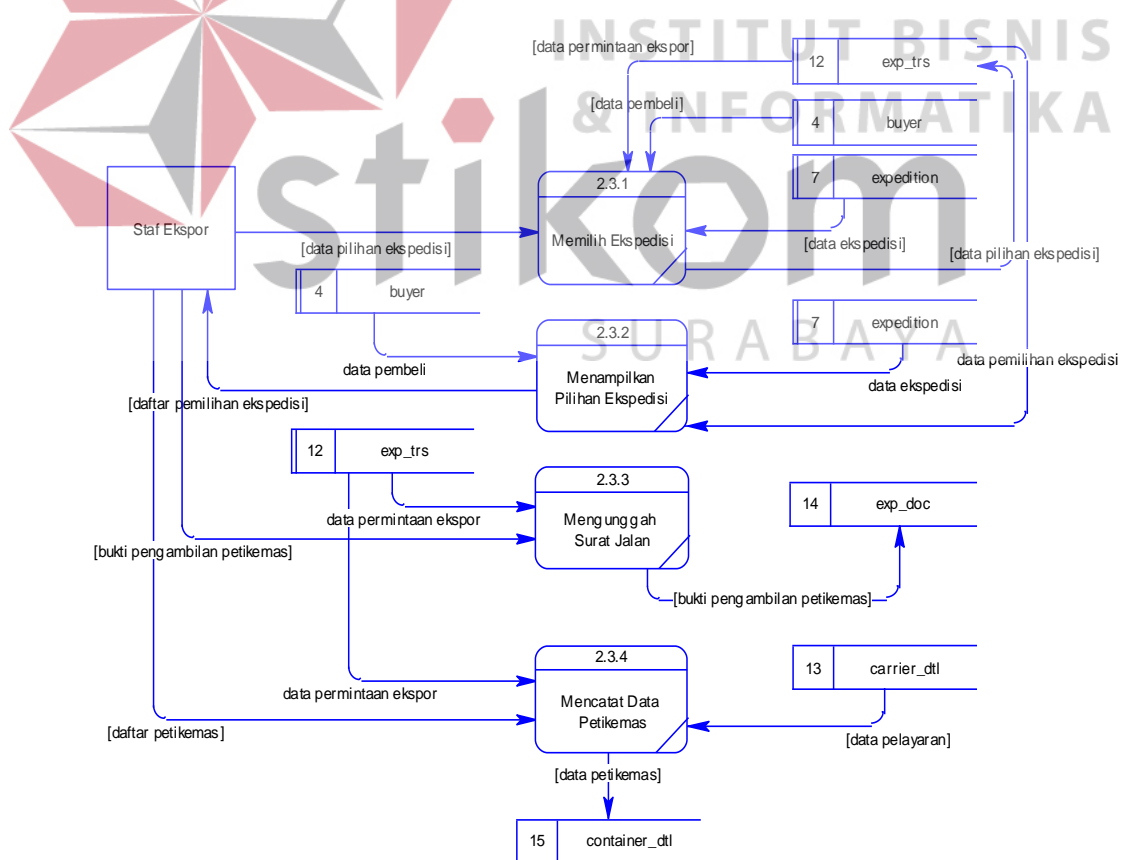 INSTITUT BISNIS
& INFORMATIKA
stikom
SURABAYA
[data permintaan ekspor]
12 exp_trs
[data pembeli]
4 buyer
7 expedition
2.3.1
Memilih Ekspedisi
Staf Ekspor
[data pilihan ekspedisi]
[data ekspedisi]
[data pilihan ekspedisi]
4 buyer
7 expedition
2.3.2
Menampilkan
Pilihan Ekspedisi
data pembeli
data pemilihan ekspedisi
data ekspedisi
[daftar pemilihan ekspedisi]
12 exp_trs
2.3.3
Mengunggah
Surat Jalan
14 exp_doc
data permintaan ekspor
[bukti pengambilan petikemas]
[bukti pengambilan petikemas]
2.3.4
Mencatat Data
Petikemas
13 carrier_dtl
data permintaan ekspor
[daftar petikemas]
[data pelayaran]
[data petikemas]
15 container_dtl